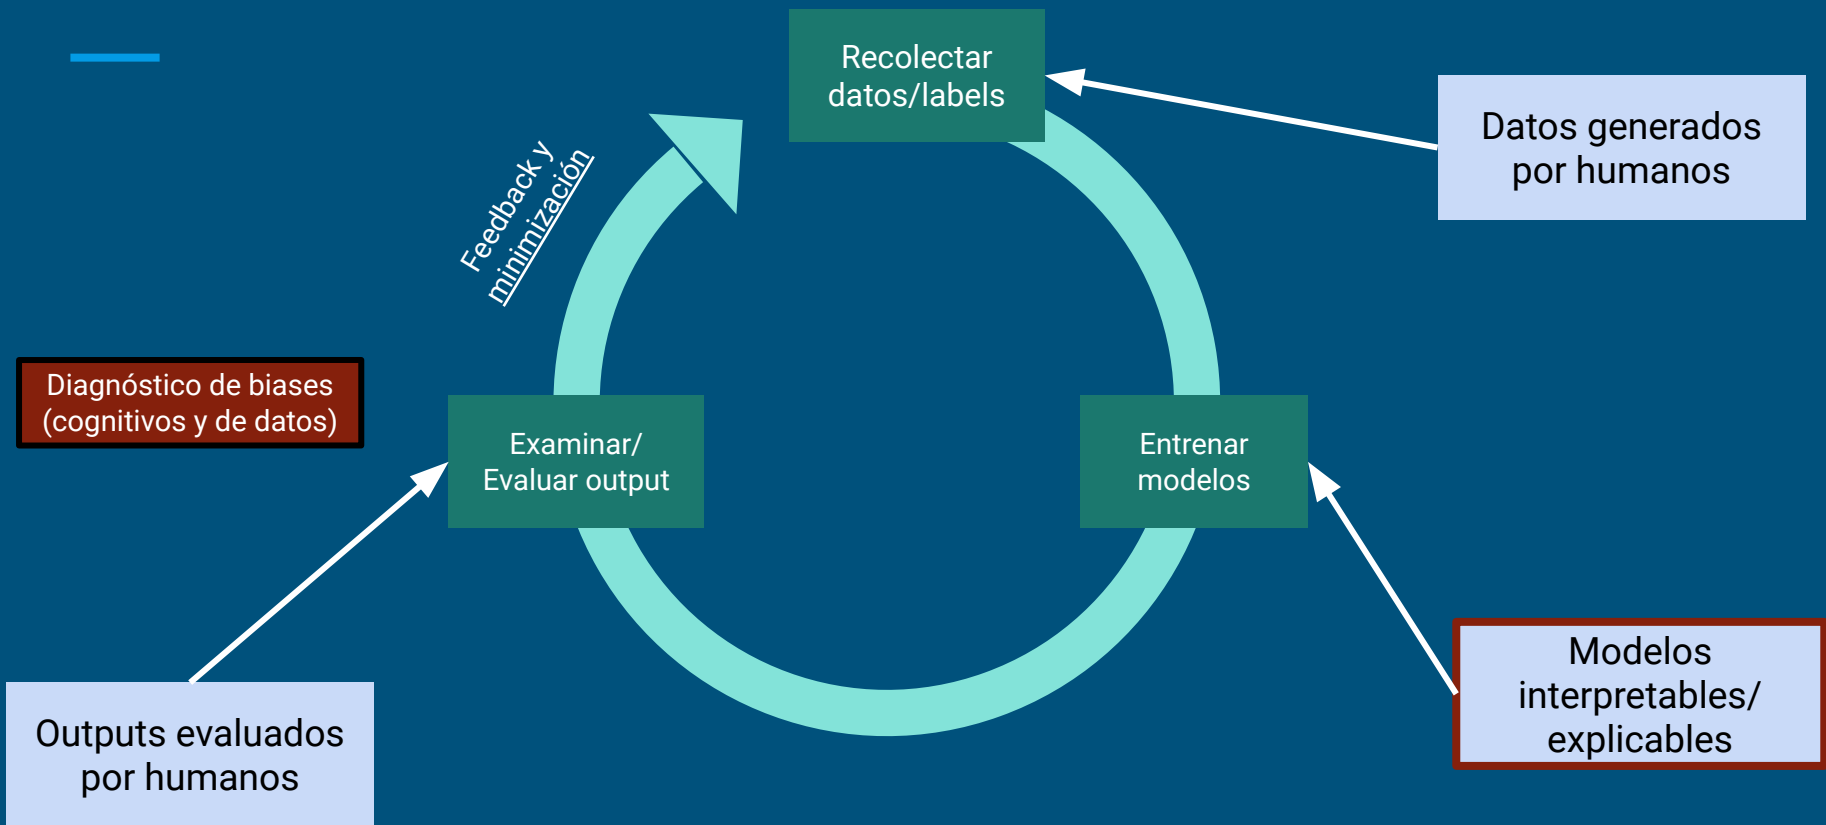 Recolectar
datos/labels
Datos generados
por humanos
Feedback y
minimización
Diagnóstico de biases
(cognitivos y de datos)
Examinar/
Evaluar output
Entrenar
modelos
Modelos
interpretables/
explicables
Outputs evaluados
por humanos